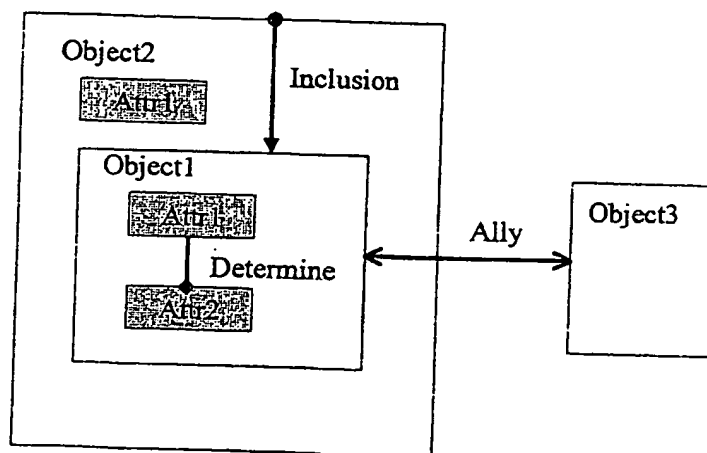 Object2
Attr1
Inclusion
Object1
Attr1
Determine
Attr2
Ally
Object3